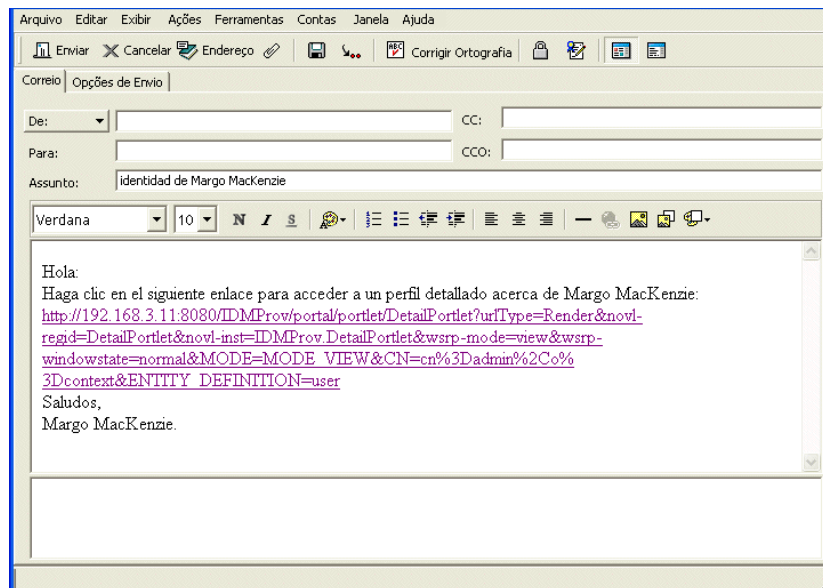 Arquivo Editar Exibir Ações Ferramentas Contas Janela Ajuda
Enviar Cancelar Endereço ABC Corrigir Ortografia
Correio Opções de Envio
De: CC:
Para: CCO:
Assunto: identidad de Margo MacKenzie
Verdana 10 N I S
Hola:
Haga clic en el siguiente enlace para acceder a un perfil detallado acerca de Margo MacKenzie:
http://192.168.3.11:8080/IDMProv/portal/portlet/DetailPortlet?urlType=Render&novl-
regid=DetailPortlet&novl-inst=IDMProv.DetailPortlet&wsrp-mode=view&wsrp-
windowstate=normal&MODE=MODE_VIEW&CN=cn%3Dadmin%2Co%
3Dcontext&ENTITY_DEFINITION=user
Saludos,
Margo MacKenzie.